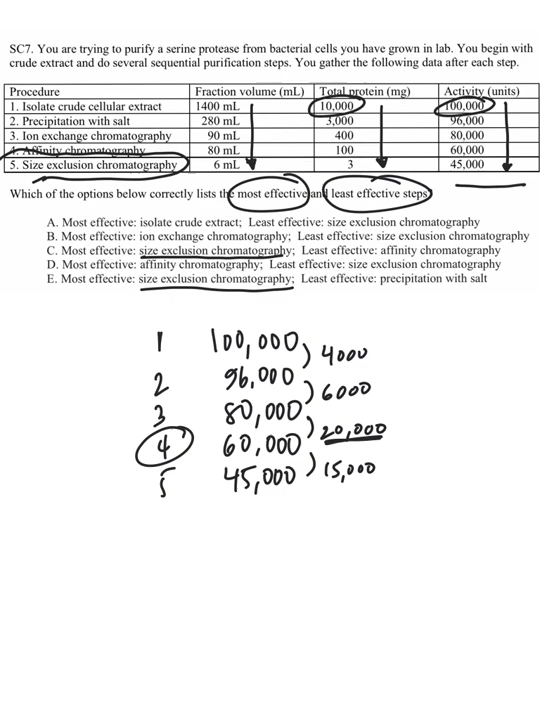 SC7. You are trying to purify a serine protease from bacterial cells you have grown in lab. You begin with
crude extract and do several sequential purification steps. You gather the following data after each step.
Procedure Fraction volume (mL) Total protein (mg) Activity (units)
1. Isolate crude cellular extract 1400 mL 10,000 100,000
2. Precipitation with salt 280 mL 3,000 96,000
3. Ion exchange chromatography 90 mL 400 80,000
4. Affinity chromatography 80 mL 100 60,000
5. Size exclusion chromatography 6 mL 3 45,000
Which of the options below correctly lists the most effective and least effective steps
A. Most effective: isolate crude extract; Least effective: size exclusion chromatography
B. Most effective: ion exchange chromatography; Least effective: size exclusion chromatography
C. Most effective: size exclusion chromatography; Least effective: affinity chromatography
D. Most effective: affinity chromatography; Least effective: size exclusion chromatography
E. Most effective: size exclusion chromatography; Least effective: precipitation with salt
1 100,000
) 4000
2 96,000
) 6000
3 80,000
) 20,000
4 60,000
) 15,000
5 45,000